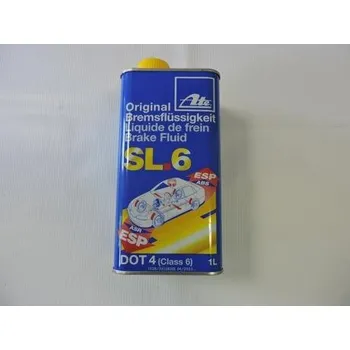 Ate
Original
Bremsflüssigkeit
Liquide de frein
Brake Fluid
SL.6
ESP
ABS
ASR
ESP
DOT 4 (Class 6)
1L